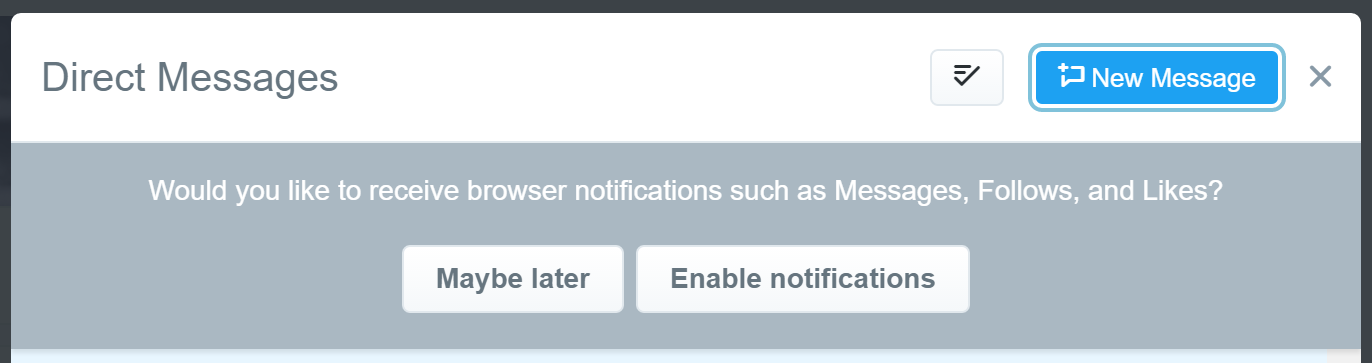 Direct Messages
New Message
Would you like to receive browser notifications such as Messages, Follows, and Likes?
Maybe later
Enable notifications